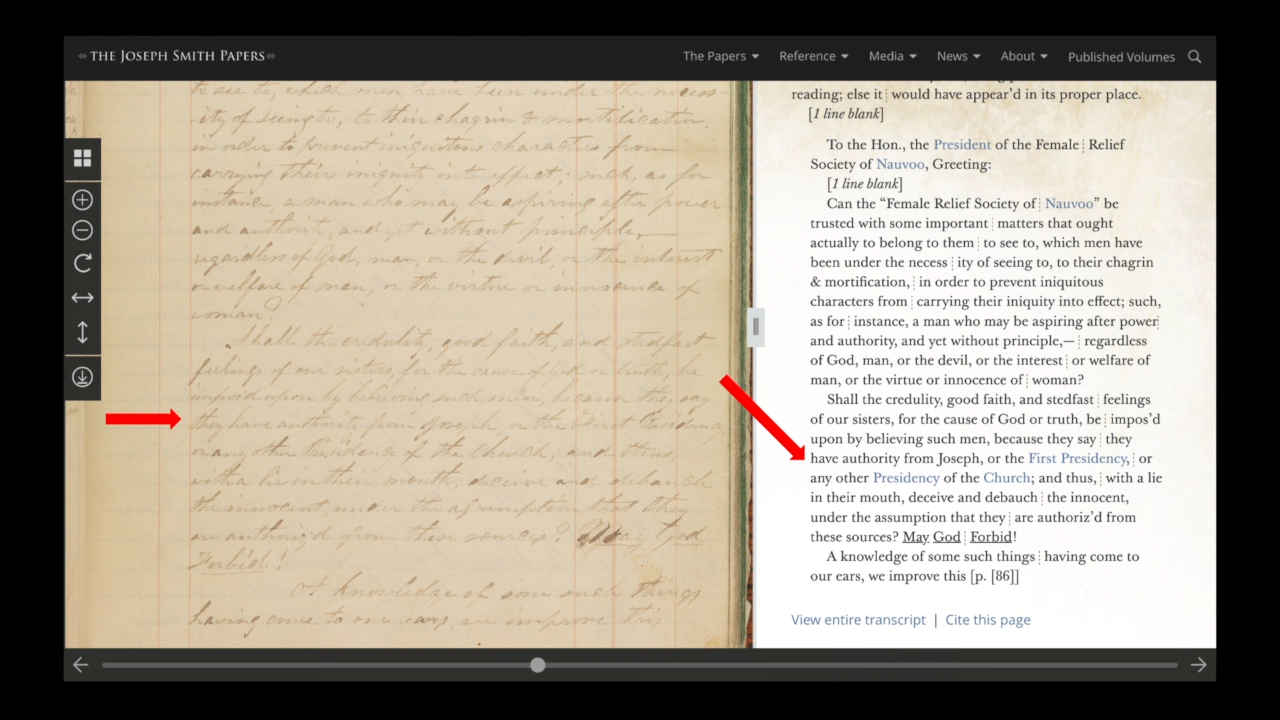 THE JOSEPH SMITH PAPERS
The Papers
Reference
Media
News
About
Published Volumes
to see to, which men have been under the necess-
ity of seeing to, to their chagrin & mortification,
in order to prevent iniquitous characters from
carrying their iniquity into effect; such, as for
instance, a man who may be aspiring after power
and authority, and yet without principle,—
regardless of God, man, or the devil, or the interest
or welfare of man, or the virtue or innocence of
woman?
Shall the credulity, good faith, and stedfast
feelings of our sisters, for the cause of God or truth, be
impos'd upon by believing such men, because they say
they have authority from Joseph, or the First Presidency,
or any other Presidency of the Church; and thus,
with a lie in their mouth, deceive and debauch
the innocent, under the assumption that they
are authoriz'd from these sources? May God
Forbid!
A knowledge of some such things
having come to our ears, we improve this
reading; else it ¦ would have appear'd in its proper place.
[1 line blank]
To the Hon., the President of the Female ¦ Relief
Society of Nauvoo, Greeting:
[1 line blank]
Can the “Female Relief Society of ¦ Nauvoo” be
trusted with some important ¦ matters that ought
actually to belong to them ¦ to see to, which men have
been under the necess ¦ ity of seeing to, to their chagrin
& mortification, ¦ in order to prevent iniquitous
characters from ¦ carrying their iniquity into effect; such,
as for ¦ instance, a man who may be aspiring after power¦
and authority, and yet without principle,— ¦ regardless
of God, man, or the devil, or the interest ¦ or welfare of
man, or the virtue or innocence of ¦ woman?
Shall the credulity, good faith, and stedfast ¦ feelings
of our sisters, for the cause of God or truth, be ¦ impos'd
upon by believing such men, because they say ¦ they
have authority from Joseph, or the First Presidency, ¦ or
any other Presidency of the Church; and thus, ¦ with a lie
in their mouth, deceive and debauch ¦ the innocent,
under the assumption that they ¦ are authoriz'd from
these sources? May God ¦ Forbid!
A knowledge of some such things ¦ having come to
our ears, we improve this [p. [86]]
View entire transcript | Cite this page